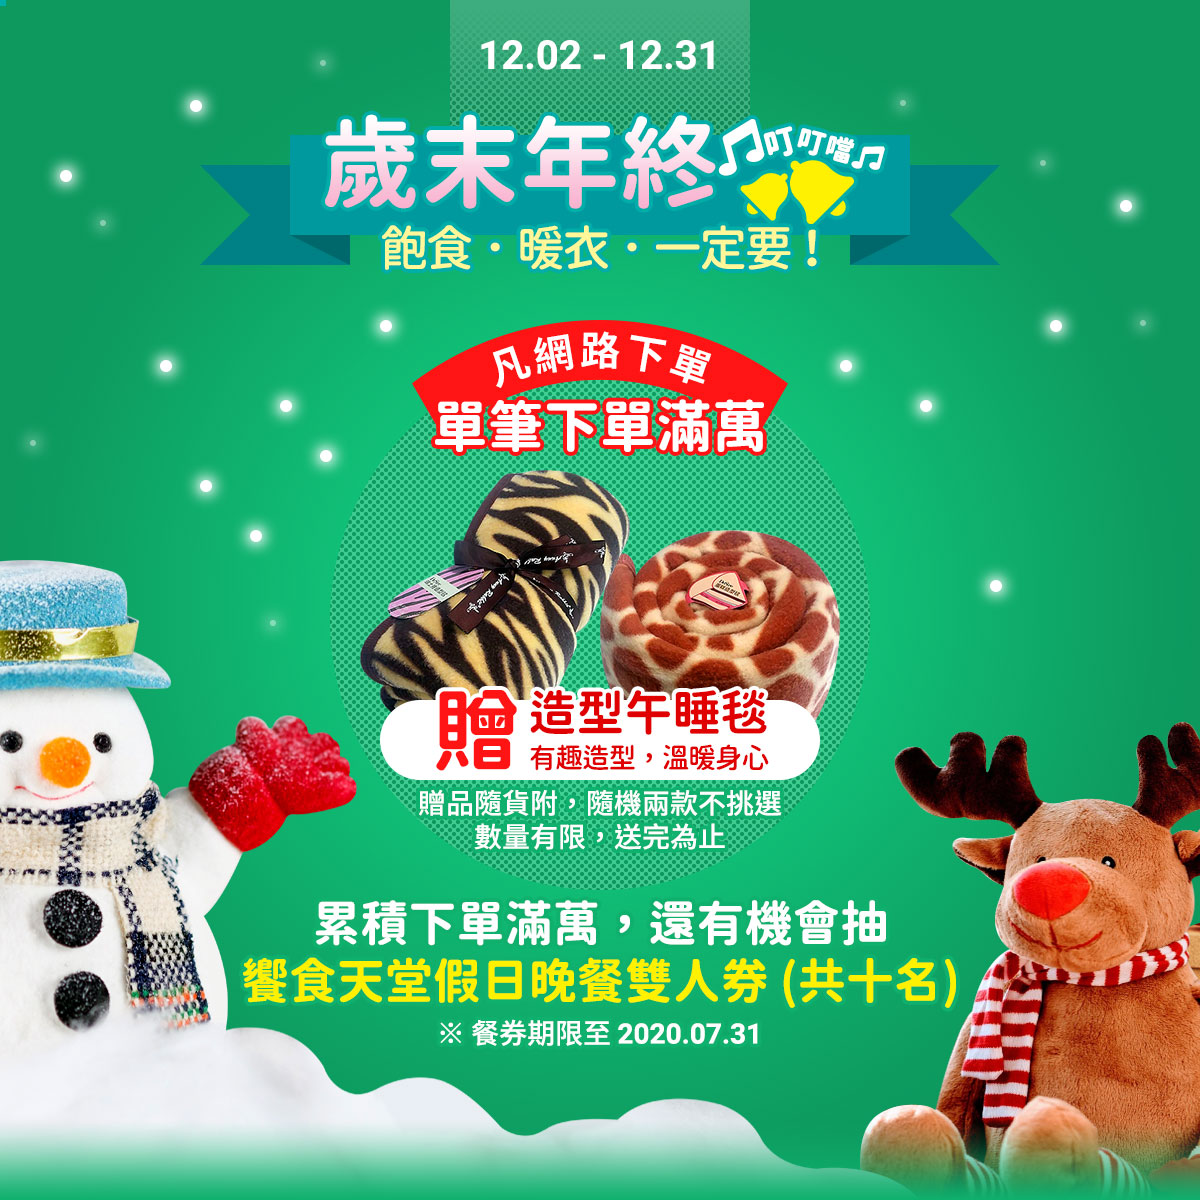 12.02 - 12.31
歲末年終
叮叮噹
飽食・暖衣・一定要！
凡網路下單
單筆下單滿萬
贈 造型午睡毯
有趣造型，溫暖身心
贈品隨貨附，隨機兩款不挑選
數量有限，送完為止
累積下單滿萬，還有機會抽
饗食天堂假日晚餐雙人券 (共十名)
※ 餐券期限至 2020.07.31